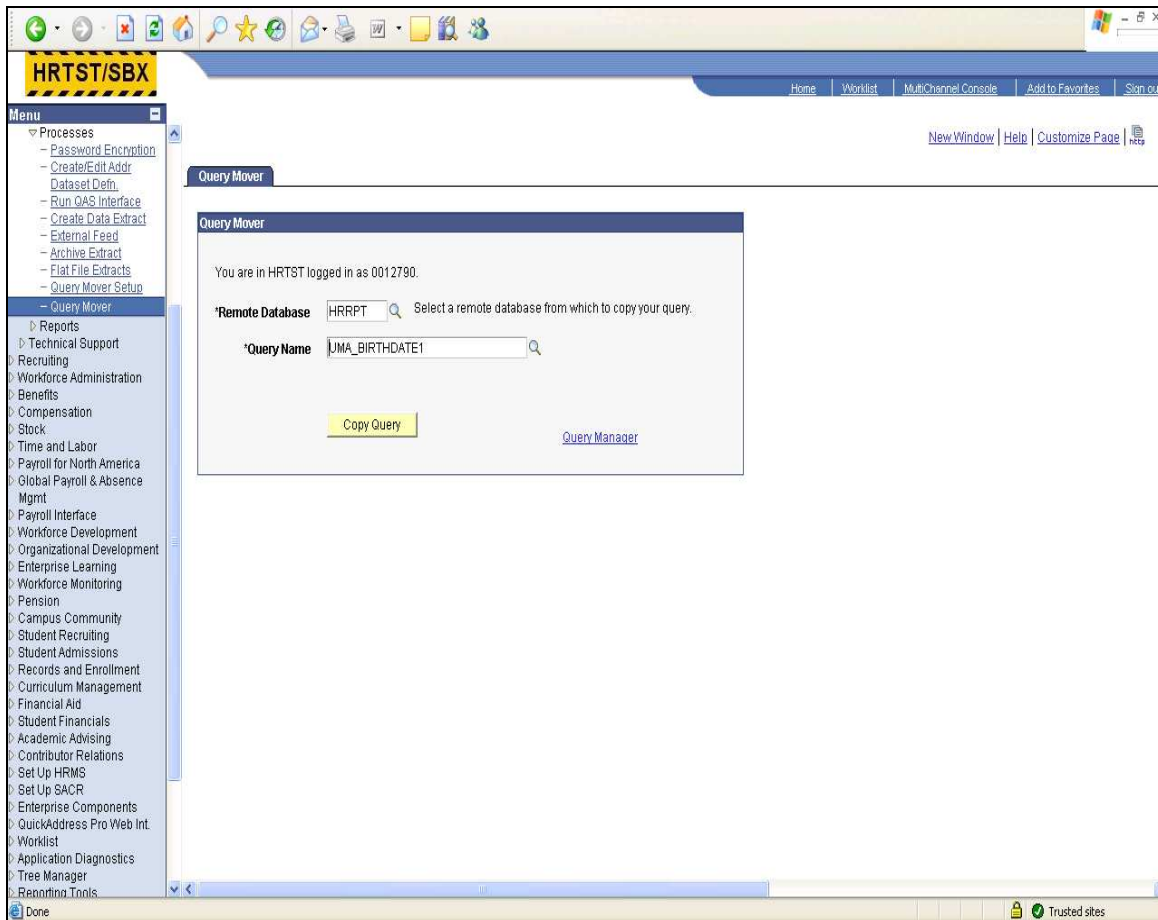 HRTST/SBX
Home
Worklist
MultiChannel Console
Add to Favorites
Menu
Processes
– Password Encryption
– Create/Edit Addr
Dataset Defn.
– Run QAS Interface
– Create Data Extract
– External Feed
– Archive Extract
– Flat File Extracts
– Query Mover Setup
– Query Mover
Reports
Technical Support
Recruiting
Workforce Administration
Benefits
Compensation
Stock
Time and Labor
Payroll for North America
Global Payroll & Absence
Mgmt
Payroll Interface
Workforce Development
Organizational Development
Enterprise Learning
Workforce Monitoring
Pension
Campus Community
Student Recruiting
Student Admissions
Records and Enrollment
Curriculum Management
Financial Aid
Student Financials
Academic Advising
Contributor Relations
Set Up HRMS
Set Up SACR
Enterprise Components
QuickAddress Pro Web Int.
Worklist
Application Diagnostics
Tree Manager
Reporting Tools
New Window | Help | Customize Page | http
Query Mover
Query Mover
You are in HRTST logged in as 0012790.
*Remote Database HRRPT Select a remote database from which to copy your query.
*Query Name UMA_BIRTHDATE1
Copy Query
Query Manager
Done
Trusted sites